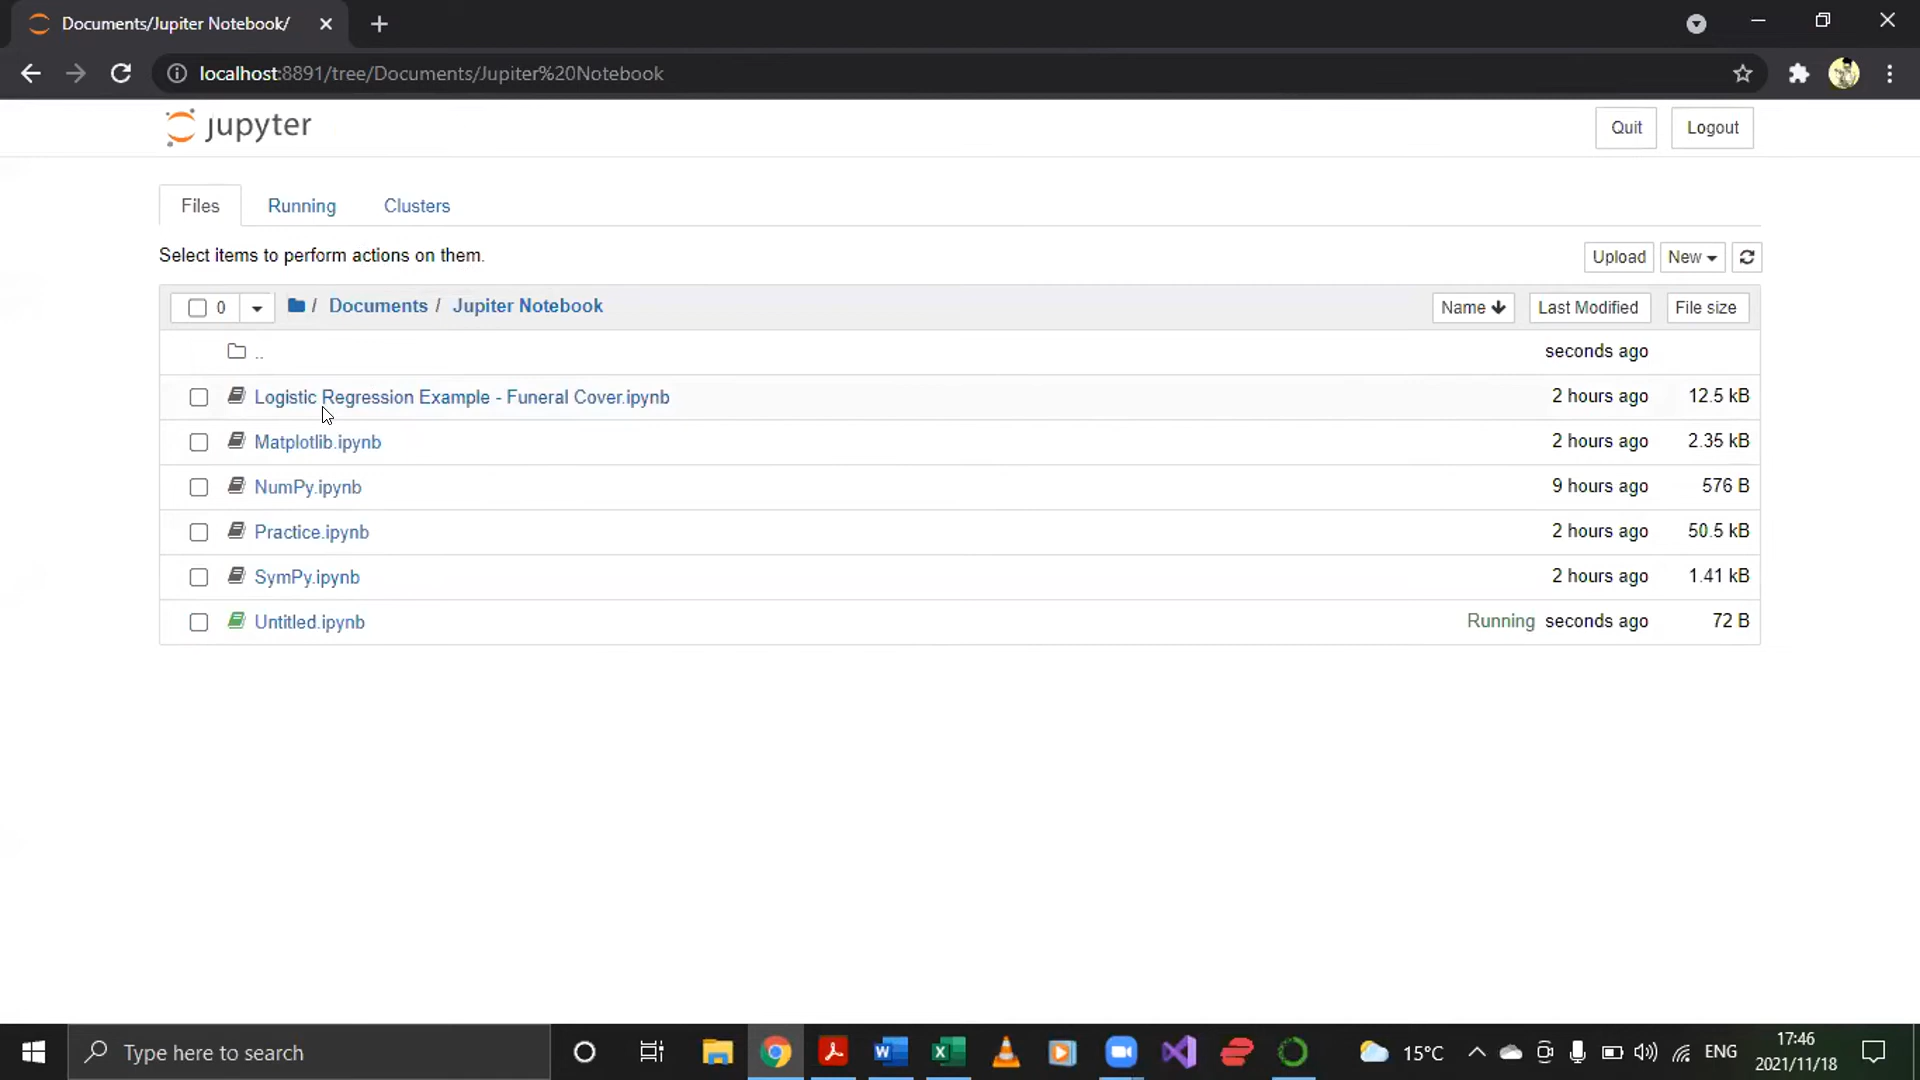 Documents/Jupiter Notebook/
localhost:8891/tree/Documents/Jupiter%20Notebook
jupyter
Quit
Logout
Files
Running
Clusters
Select items to perform actions on them.
Upload
New
0
/ Documents / Jupiter Notebook
Name
Last Modified
File size
.. seconds ago
Logistic Regression Example - Funeral Cover.ipynb 2 hours ago 12.5 kB
Matplotlib.ipynb 2 hours ago 2.35 kB
NumPy.ipynb 9 hours ago 576 B
Practice.ipynb 2 hours ago 50.5 kB
SymPy.ipynb 2 hours ago 1.41 kB
Untitled.ipynb Running seconds ago 72 B
Type here to search
15°C
ENG
17:46
2021/11/18